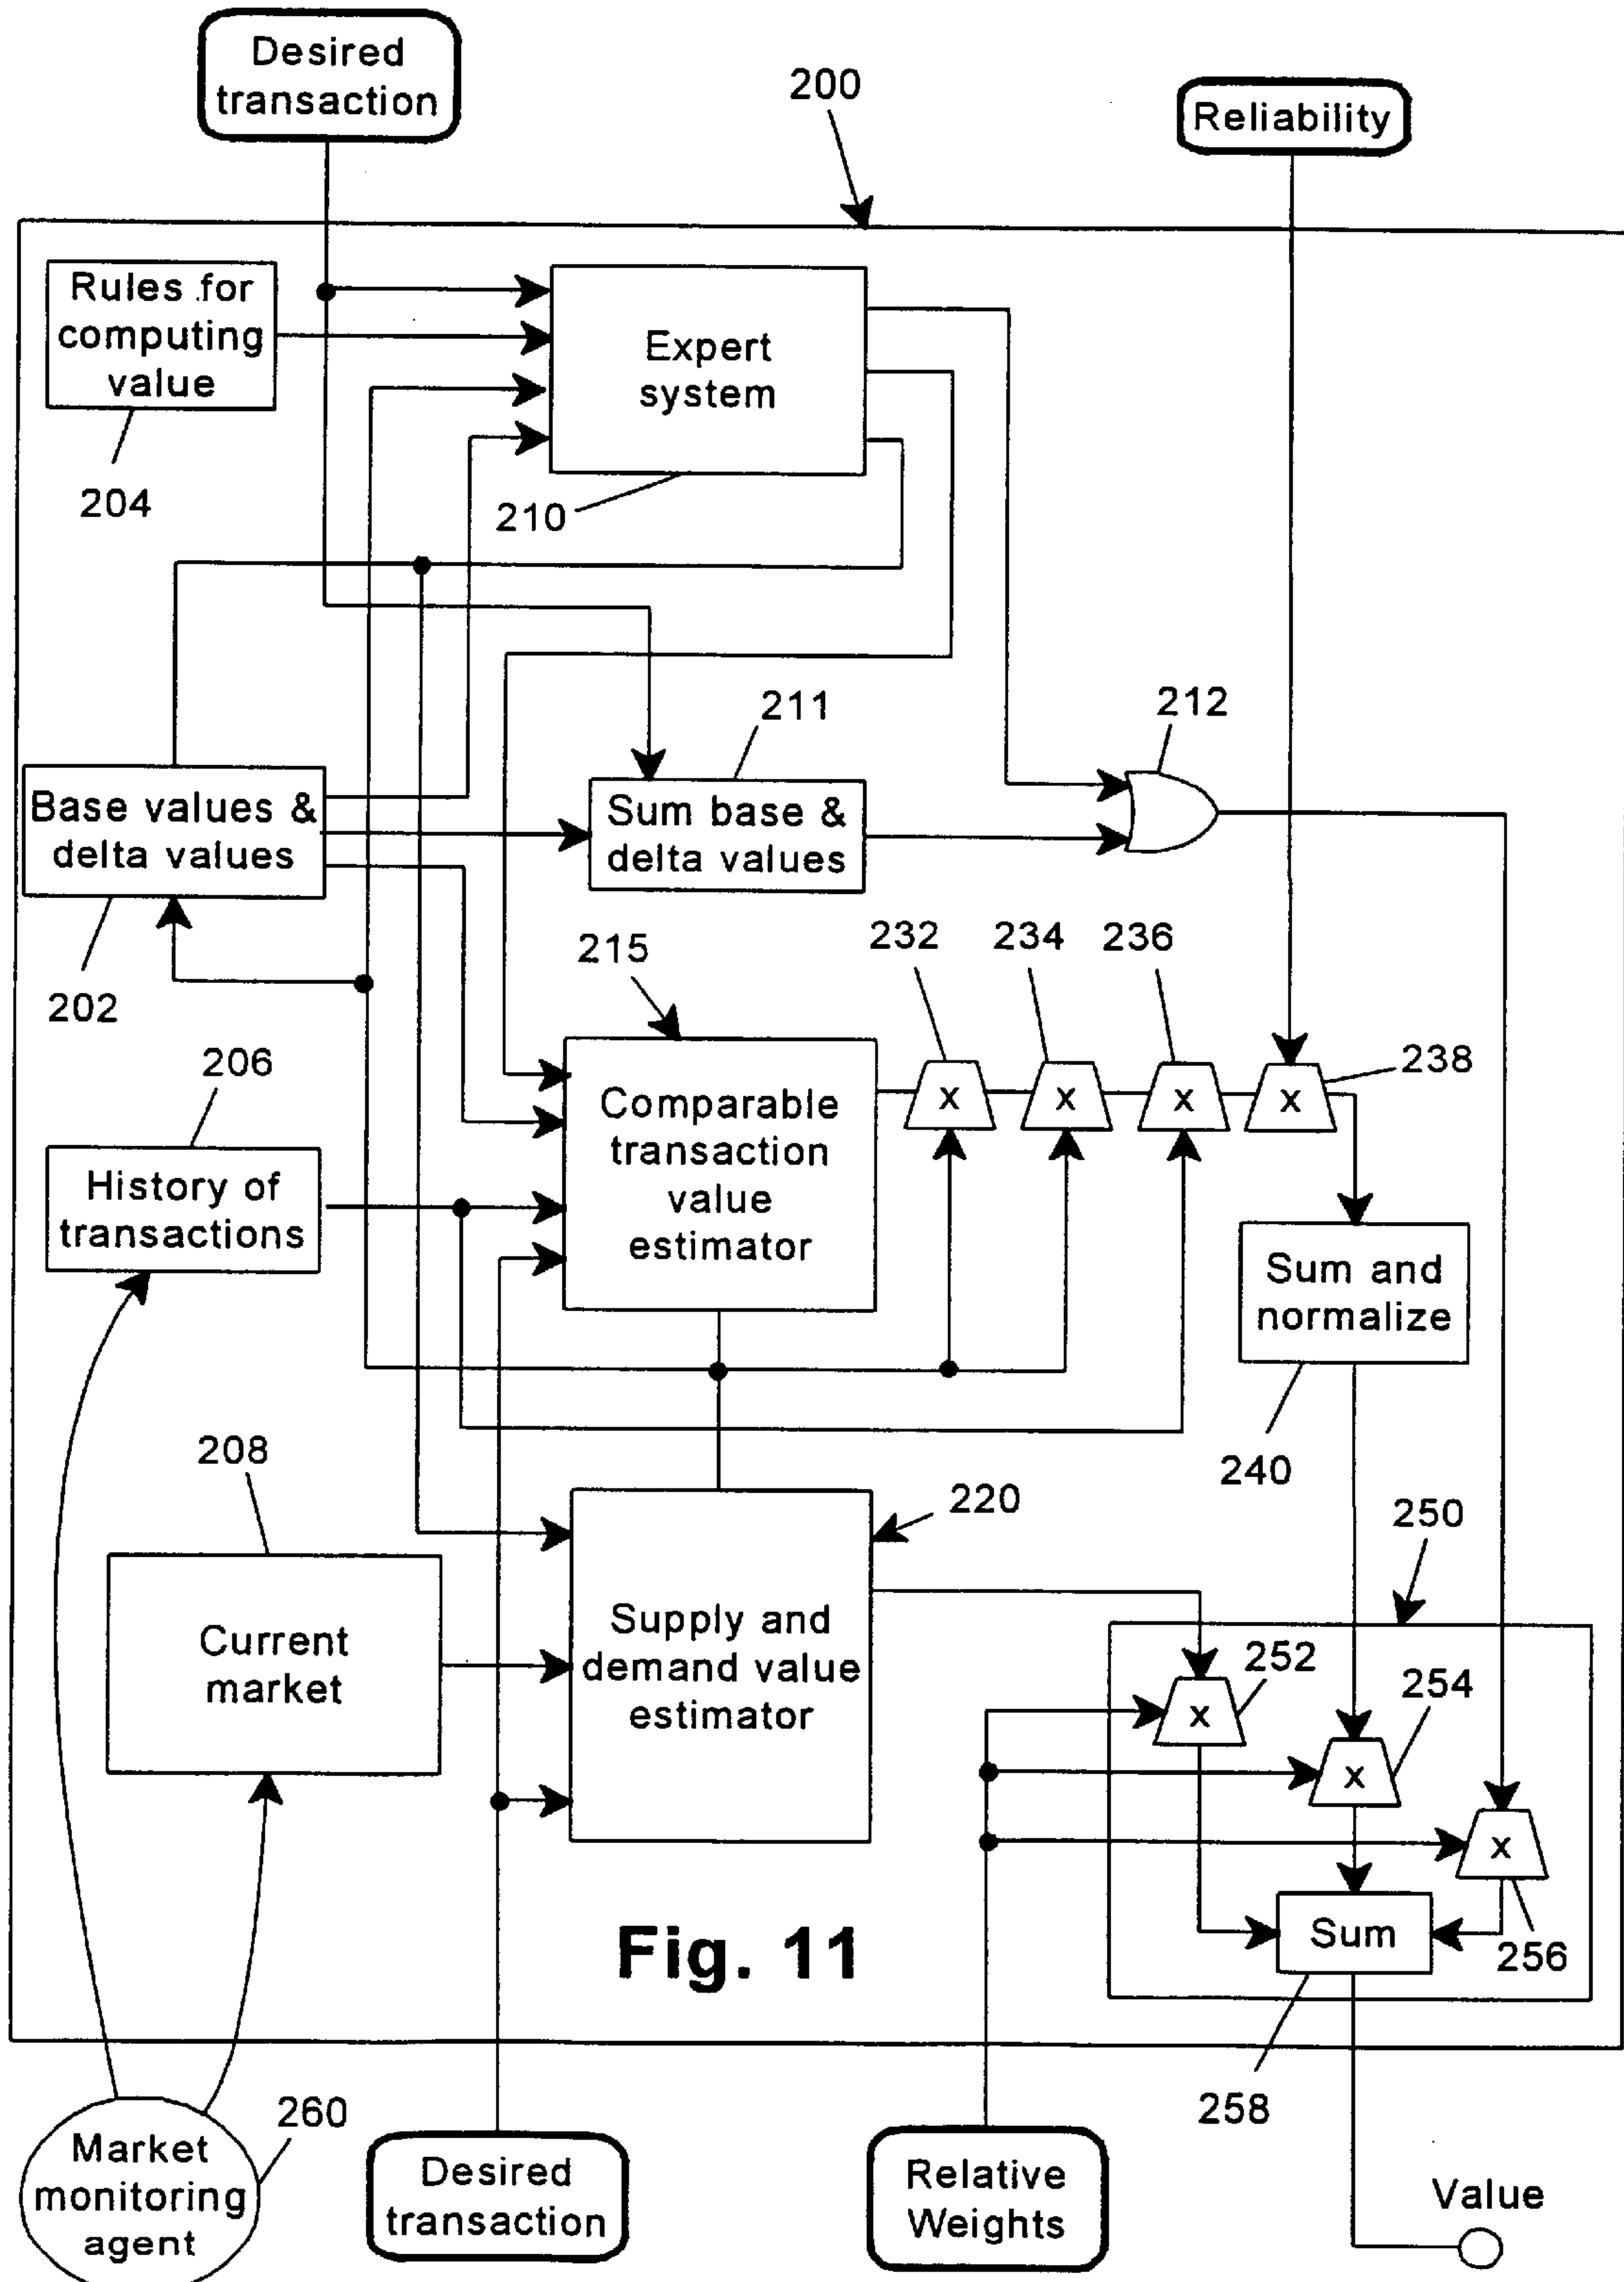 Desired
transaction
200
Reliability
Rules for
computing
value
204
Expert
system
210
211
212
Base values &
delta values
202
Sum base &
delta values
215
232
234
236
238
206
History of
transactions
Comparable
transaction
value
estimator
x
x
x
x
Sum and
normalize
240
208
Current
market
220
Supply and
demand value
estimator
250
252
x
254
x
256
x
Sum
258
Fig. 11
260
Market
monitoring
agent
Desired
transaction
Relative
Weights
Value